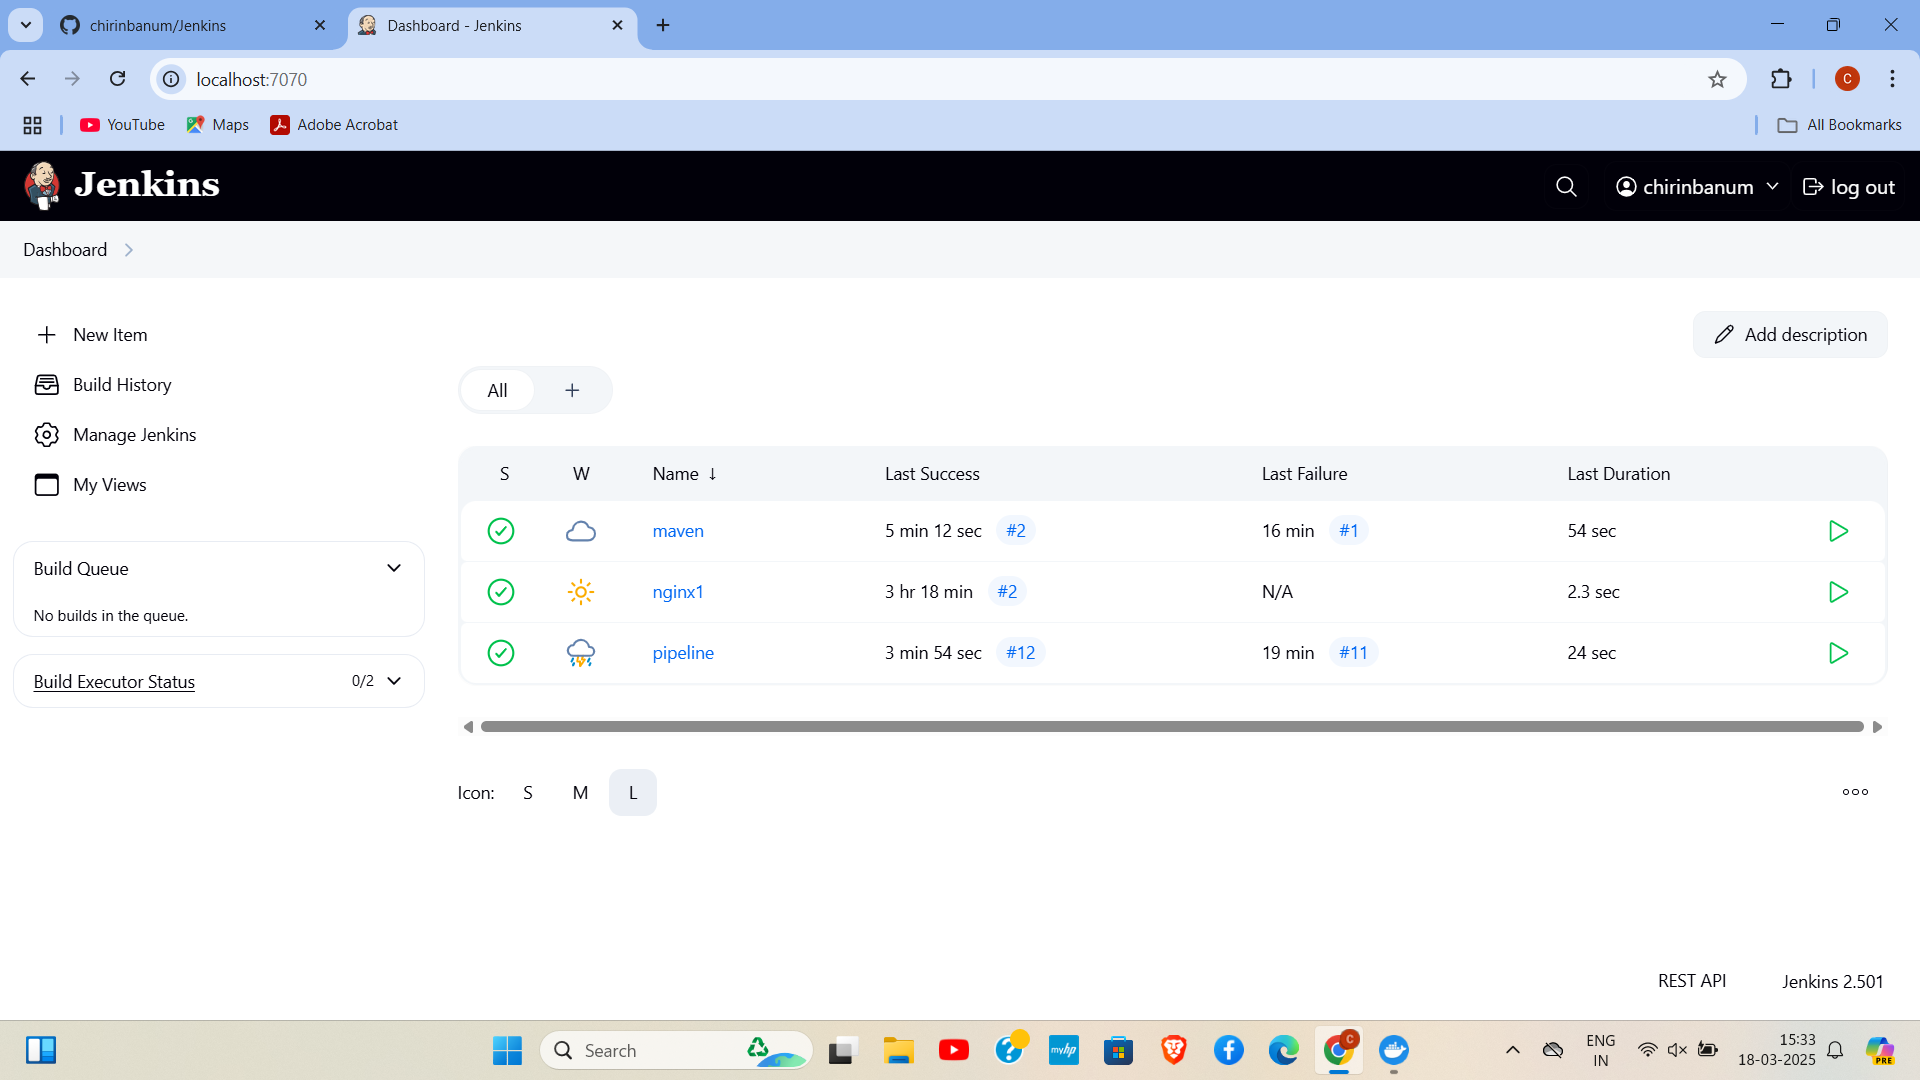 chirinbanum/Jenkins
Dashboard - Jenkins
localhost:7070
C
YouTube
Maps
Adobe Acrobat
All Bookmarks
Jenkins
chirinbanum
log out
Dashboard
New Item
Add description
Build History
All
+
Manage Jenkins
My Views
S W Name ↓ Last Success Last Failure Last Duration
maven 5 min 12 sec #2 16 min #1 54 sec
nginx1 3 hr 18 min #2 N/A 2.3 sec
pipeline 3 min 54 sec #12 19 min #11 24 sec
Build Queue
No builds in the queue.
Build Executor Status 0/2
Icon: S M L
REST API Jenkins 2.501
Search
myhp
C
ENG
IN
15:33
18-03-2025
PRE